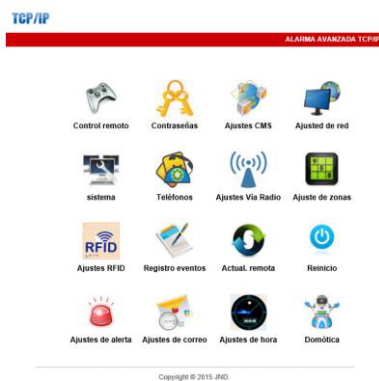 TCP/IP
ALARMA AVANZADA TCP/IP
Control remoto
Contraseñas
Ajustes CMS
Ajusted de red
sistema
Teléfonos
Ajustes Vía Radio
Ajuste de zonas
RFID
Ajustes RFID
Registro eventos
Actual. remota
Reinicio
Ajustes de alerta
Ajustes de correo
Ajustes de hora
Domótica
Copyright © 2015 JND.